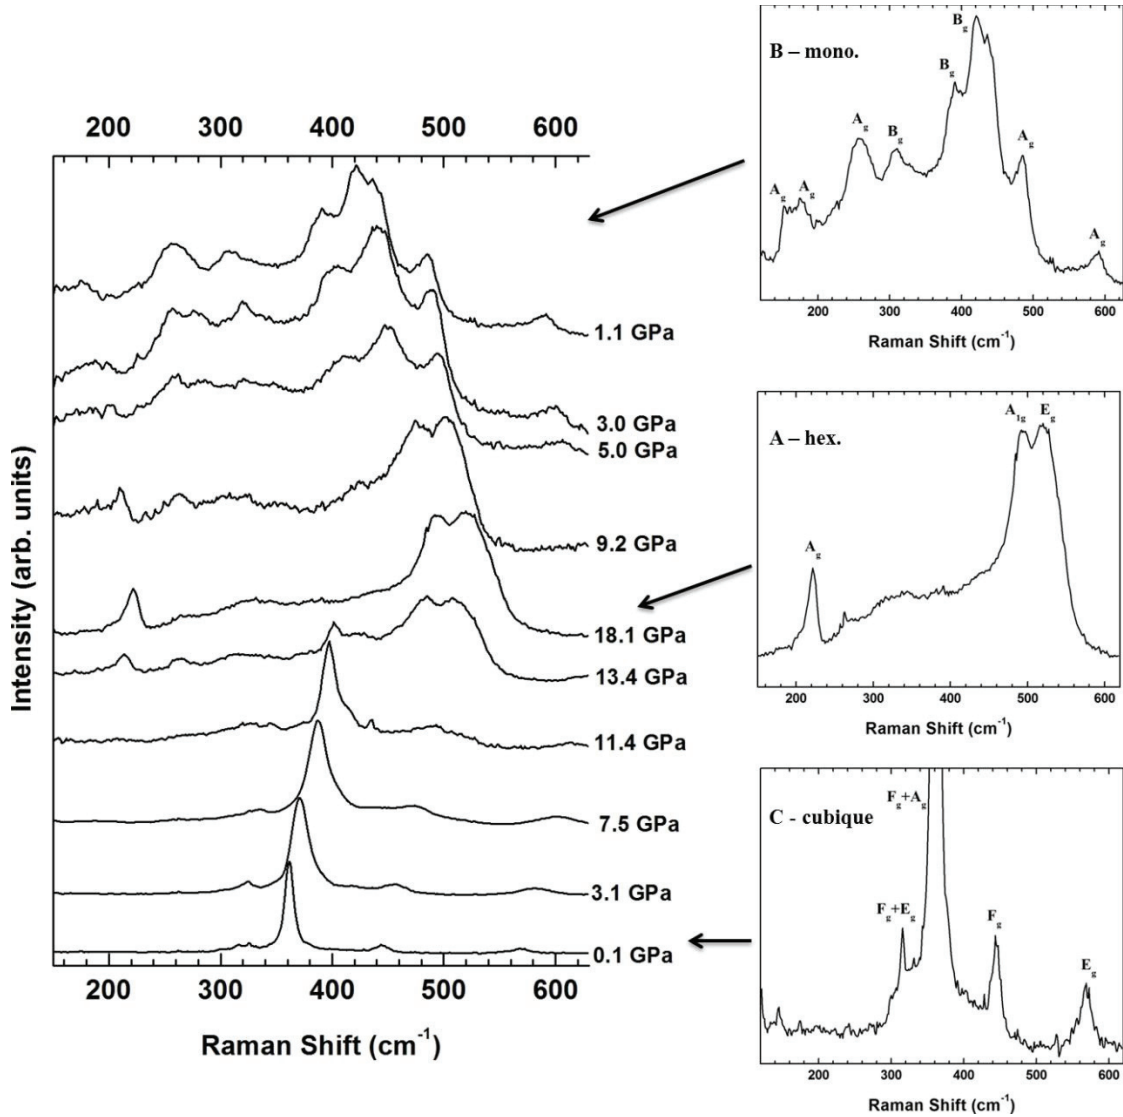 200 300 400 500 600
1.1 GPa
3.0 GPa
5.0 GPa
9.2 GPa
18.1 GPa
13.4 GPa
11.4 GPa
7.5 GPa
3.1 GPa
0.1 GPa
200 300 400 500 600
Raman Shift (cm-1)
Intensity (arb. units)
B – mono.
Ag Ag Ag Bg Bg Bg Ag Ag
200 300 400 500 600
Raman Shift (cm-1)
A – hex.
Ag A1g Eg
200 300 400 500 600
Raman Shift (cm-1)
C - cubique
Fg+Eg Fg+Ag Fg Eg
200 300 400 500 600
Raman Shift (cm-1)